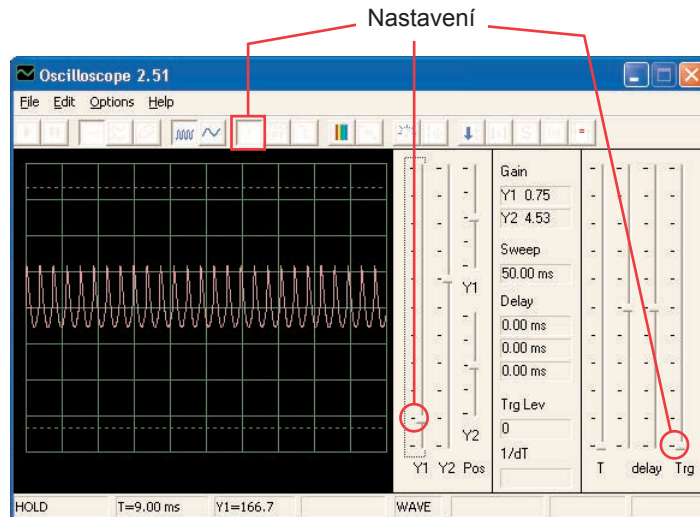 Nastavení
Oscilloscope 2.51
File Edit Options Help
Gain
Y1 0.75
Y2 4.53
Sweep
50.00 ms
Y1
Delay
0.00 ms
0.00 ms
0.00 ms
Trg Lev
0
Y2
1/dT
Y1 Y2 Pos
T delay Trg
HOLD T=9.00 ms Y1=166.7 WAVE